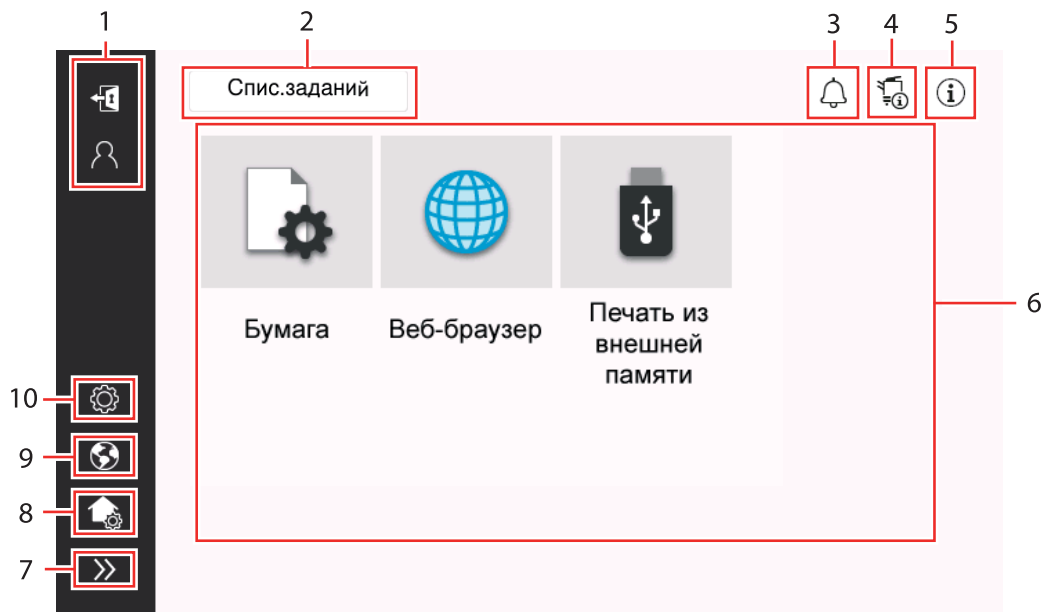 1
2
3
4
5
Спис.заданий
Бумага
Веб-браузер
Печать из
внешней
памяти
6
10
9
8
7